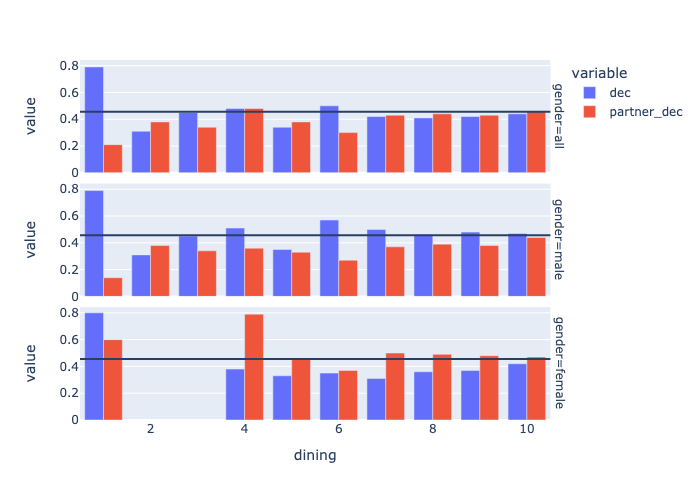 variable
dec
partner_dec
0.8
0.6
0.4
0.2
0
value
gender=all
0.8
0.6
0.4
0.2
0
value
gender=male
0.8
0.6
0.4
0.2
0
value
gender=female
2 4 6 8 10
dining